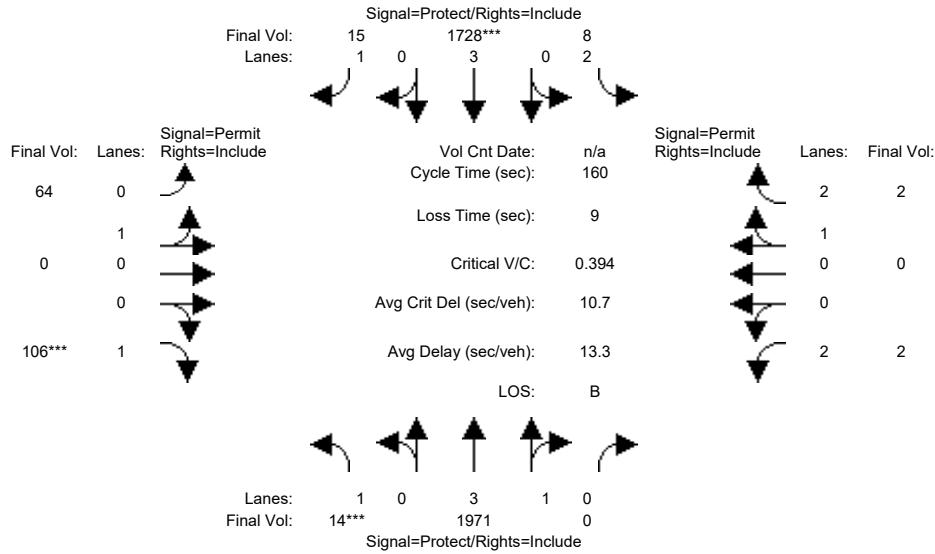 Signal=Protect/Rights=Include
Final Vol: 15 1728*** 8
Lanes: 1 0 3 0 2
Signal=Permit
Final Vol: Lanes: Rights=Include
Vol Cnt Date: n/a
Signal=Permit
Rights=Include Lanes: Final Vol:
Cycle Time (sec): 160
64 0
2 2
Loss Time (sec): 9
1
1
0 0
Critical V/C: 0.394
0 0
0
Avg Crit Del (sec/veh): 10.7
0
106*** 1
Avg Delay (sec/veh): 13.3
2 2
LOS: B
Lanes: 1 0 3 1 0
Final Vol: 14*** 1971 0
Signal=Protect/Rights=Include